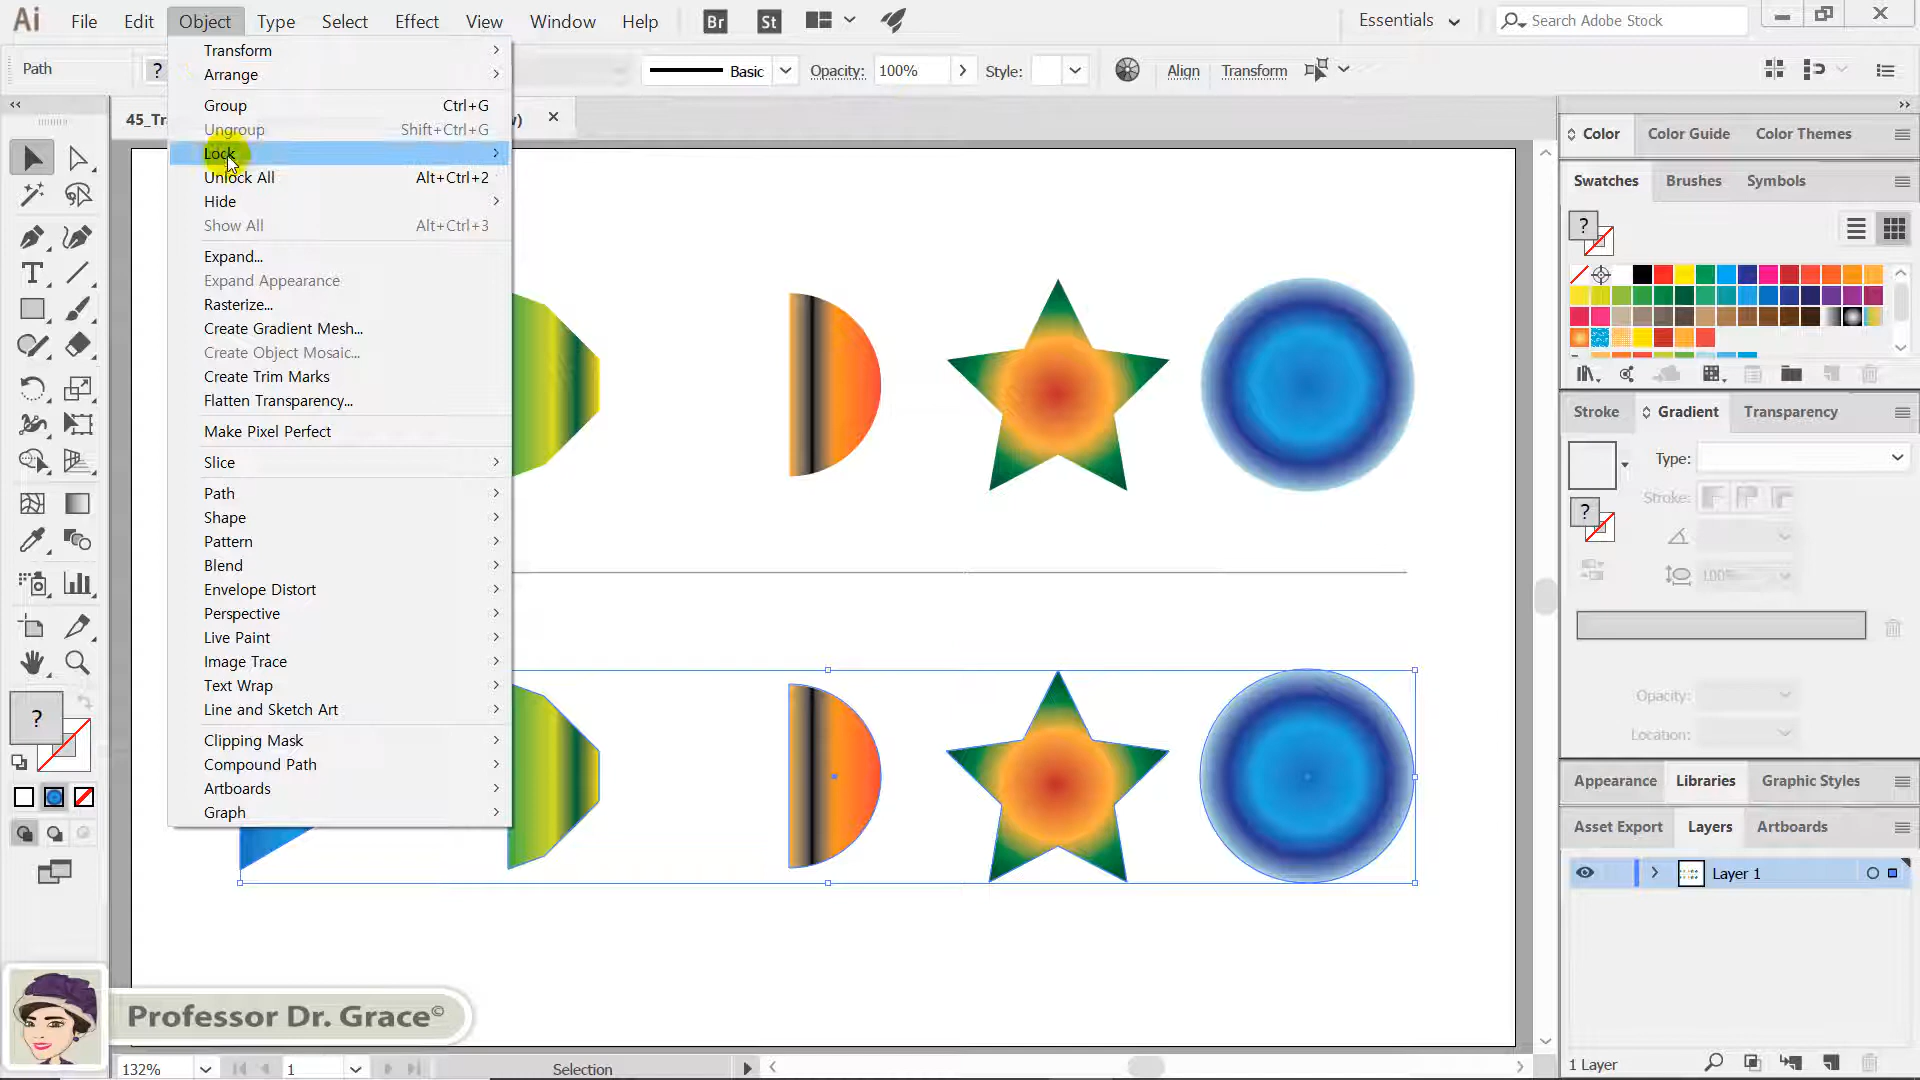 Ai File Edit Object Type Select Effect View Window Help Br St Essentials Search Adobe Stock
Path ? Basic Opacity: 100% Style: Align Transform
45_Tr
)
Transform
Arrange
Group Ctrl+G
Ungroup Shift+Ctrl+G
Lock
Unlock All Alt+Ctrl+2
Hide
Show All Alt+Ctrl+3
Expand...
Expand Appearance
Rasterize...
Create Gradient Mesh...
Create Object Mosaic...
Create Trim Marks
Flatten Transparency...
Make Pixel Perfect
Slice
Path
Shape
Pattern
Blend
Envelope Distort
Perspective
Live Paint
Image Trace
Text Wrap
Line and Sketch Art
Clipping Mask
Compound Path
Artboards
Graph
Color Color Guide Color Themes
Swatches Brushes Symbols
?
Stroke Gradient Transparency
Type:
Stroke:
?
100%
Opacity:
Location:
Appearance Libraries Graphic Styles
Asset Export Layers Artboards
Layer 1
1 Layer
?
Professor Dr. Grace©
132% 1 Selection